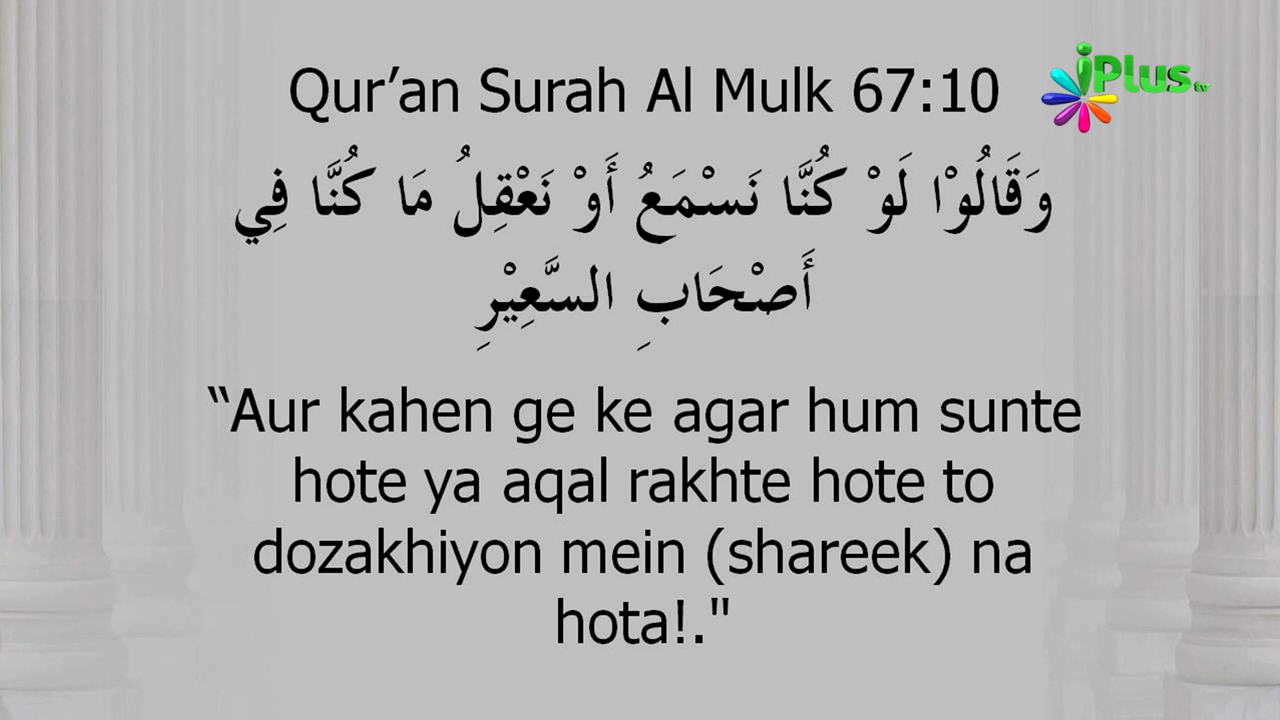 Qur’an Surah Al Mulk 67:10
iPlus tv
وَقَالُوْا لَوْ كُنَّا نَسْمَعُ أَوْ نَعْقِلُ مَا كُنَّا فِي
أَصْحَابِ السَّعِيْرِ
“Aur kahen ge ke agar hum sunte
hote ya aqal rakhte hote to
dozakhiyon mein (shareek) na
hota!."